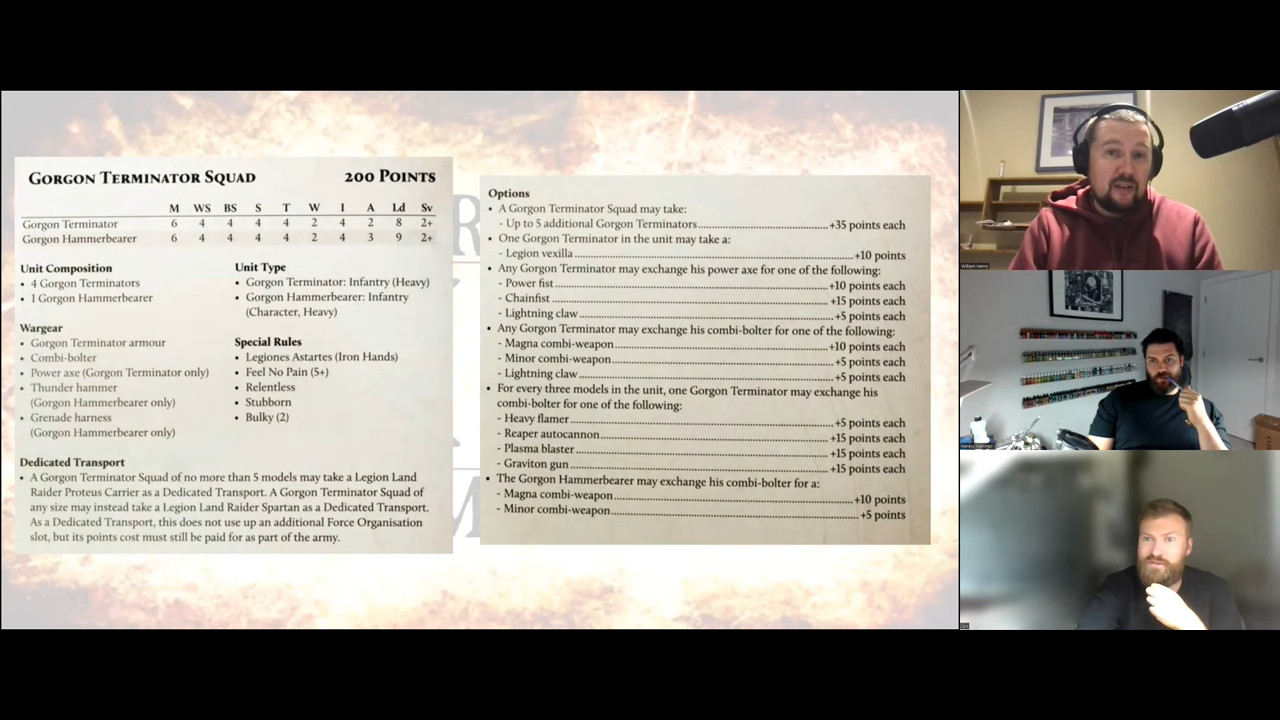 GORGON TERMINATOR SQUAD 200 POINTS
M WS BS S T W I A Ld Sv
Gorgon Terminator 6 4 4 4 4 2 4 2 8 2+
Gorgon Hammerbearer 6 4 4 4 4 2 4 3 9 2+
Unit Composition
• 4 Gorgon Terminators
• 1 Gorgon Hammerbearer
Wargear
• Gorgon Terminator armour
• Combi-bolter
• Power axe (Gorgon Terminator only)
• Thunder hammer
(Gorgon Hammerbearer only)
• Grenade harness
(Gorgon Hammerbearer only)
Unit Type
• Gorgon Terminator: Infantry (Heavy)
• Gorgon Hammerbearer: Infantry
(Character, Heavy)
Special Rules
• Legiones Astartes (Iron Hands)
• Feel No Pain (5+)
• Relentless
• Stubborn
• Bulky (2)
Dedicated Transport
• A Gorgon Terminator Squad of no more than 5 models may take a Legion Land
Raider Proteus Carrier as a Dedicated Transport. A Gorgon Terminator Squad of
any size may instead take a Legion Land Raider Spartan as a Dedicated Transport.
As a Dedicated Transport, this does not use up an additional Force Organisation
slot, but its points cost must still be paid for as part of the army.
Options
• A Gorgon Terminator Squad may take:
- Up to 5 additional Gorgon Terminators +35 points each
• One Gorgon Terminator in the unit may take a:
- Legion vexilla +10 points
• Any Gorgon Terminator may exchange his power axe for one of the following:
- Power fist +10 points each
- Chainfist +15 points each
- Lightning claw +5 points each
• Any Gorgon Terminator may exchange his combi-bolter for one of the following:
- Magna combi-weapon +10 points each
- Minor combi-weapon +5 points each
- Lightning claw +5 points each
• For every three models in the unit, one Gorgon Terminator may exchange his
combi-bolter for one of the following:
- Heavy flamer +5 points each
- Reaper autocannon +15 points each
- Plasma blaster +15 points each
- Graviton gun +15 points each
• The Gorgon Hammerbearer may exchange his combi-bolter for a:
- Magna combi-weapon +10 points
- Minor combi-weapon +5 points
William Henry